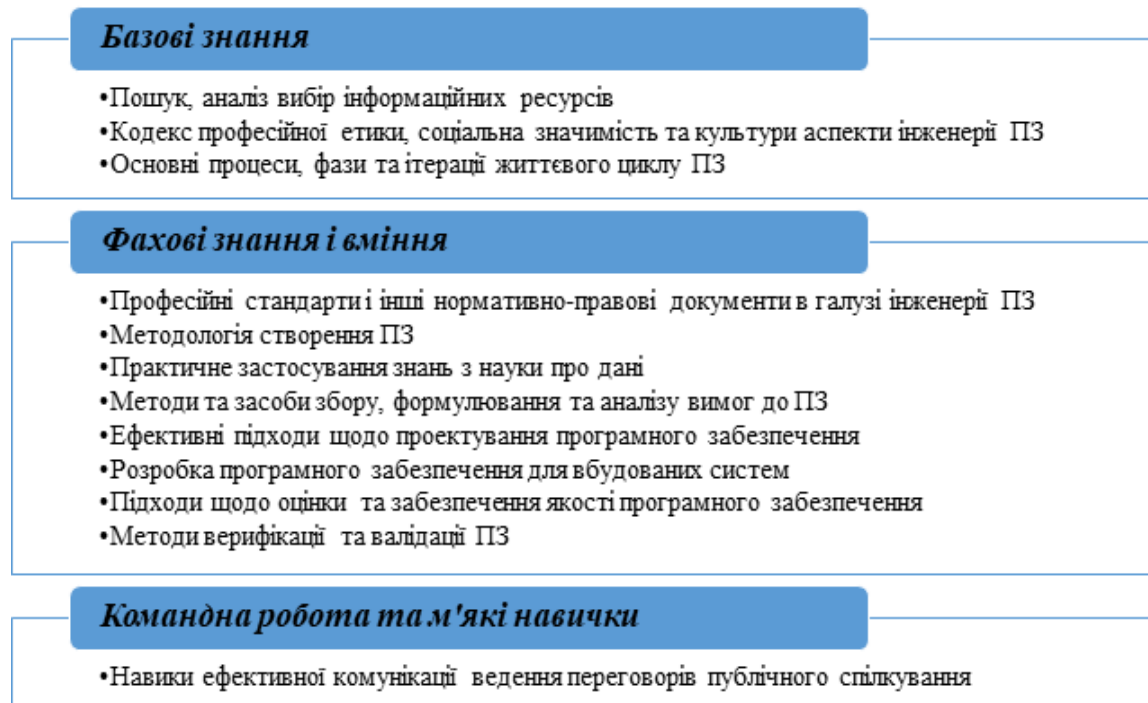 Базові знання
•Пошук, аналіз вибір інформаційних ресурсів
•Кодекс професійної етики, соціальна значимість та культури аспекти інженерії ПЗ
•Основні процеси, фази та ітерації життєвого циклу ПЗ
Фахові знання і вміння
•Професійні стандарти і інші нормативно-правові документи в галузі інженерії ПЗ
•Методологія створення ПЗ
•Практичне застосування знань з науки про дані
•Методи та засоби збору, формулювання та аналізу вимог до ПЗ
•Ефективні підходи щодо проектування програмного забезпечення
•Розробка програмного забезпечення для вбудованих систем
•Підходи щодо оцінки та забезпечення якості програмного забезпечення
•Методи верифікації та валідації ПЗ
Командна робота та м'які навички
•Навики ефективної комунікації ведення переговорів публічного спілкування